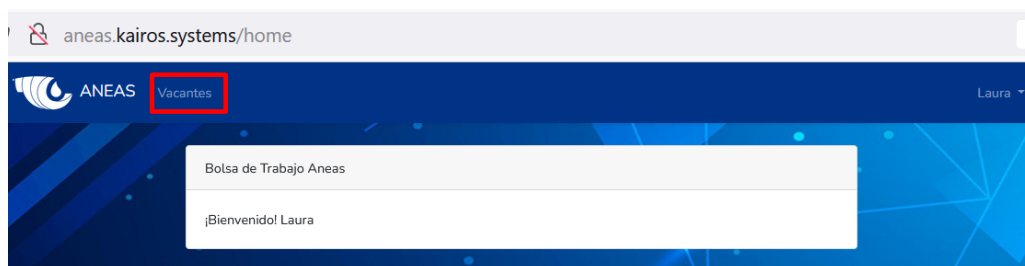 aneas.kairos.systems/home
ANEAS Vacantes Laura
Bolsa de Trabajo Aneas
¡Bienvenido! Laura